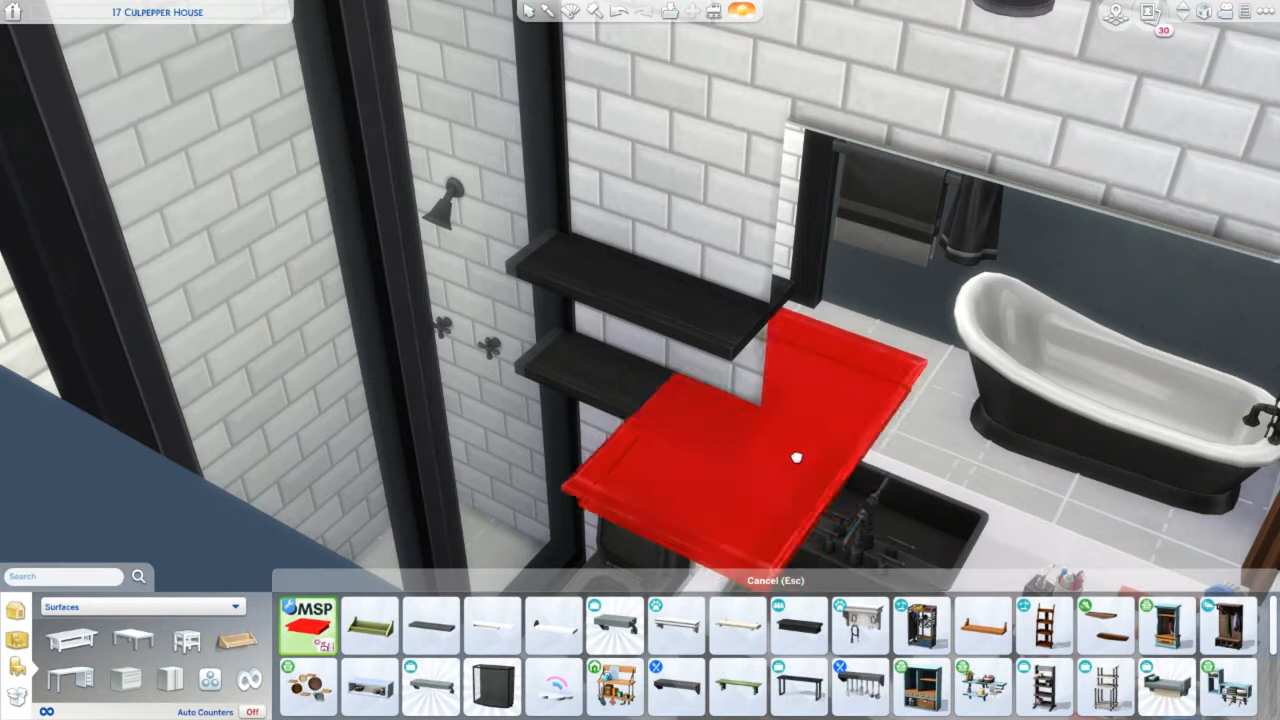 17 Culpepper House
30
Cancel (Esc)
Search
Surfaces
MSP
Auto Counters Off